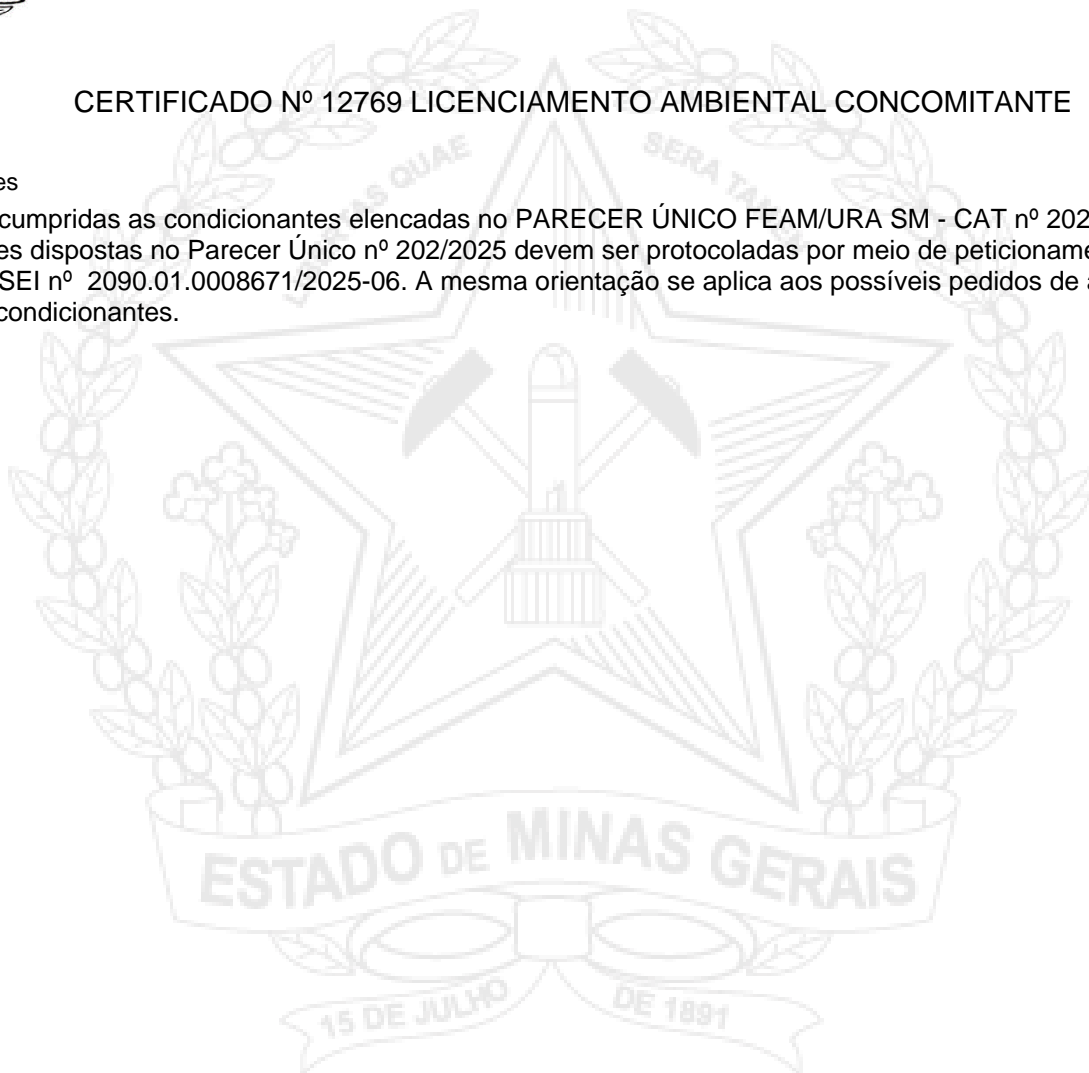 CERTIFICADO Nº 12769 LICENCIAMENTO AMBIENTAL CONCOMITANTE
es
cumpridas as condicionantes elencadas no PARECER ÚNICO FEAM/URA SM - CAT nº 202
es dispostas no Parecer Único nº 202/2025 devem ser protocoladas por meio de peticioname
SEI nº 2090.01.0008671/2025-06. A mesma orientação se aplica aos possíveis pedidos de a
condicionantes.
QUAE SERA TAMEN
ESTADO DE MINAS GERAIS
15 DE JULHO DE 1891